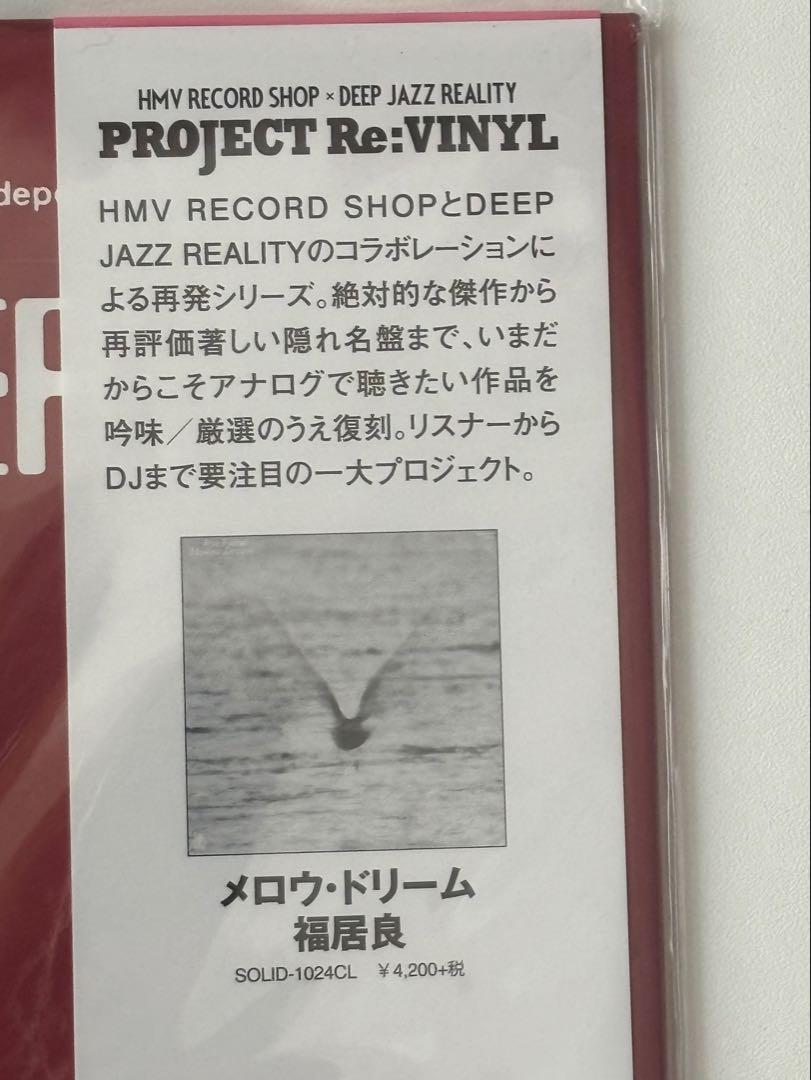 HMV RECORD SHOP × DEEP JAZZ REALITY
PROJECT Re:VINYL
HMV RECORD SHOPとDEEP
JAZZ REALITYのコラボレーションに
よる再発シリーズ。絶対的な傑作から
再評価著しい隠れ名盤まで、いまだ
からこそアナログで聴きたい作品を
吟味／厳選のうえ復刻。リスナーから
DJまで要注目の一大プロジェクト。
メロウ・ドリーム
福居良
SOLID-1024CL ¥4,200+税